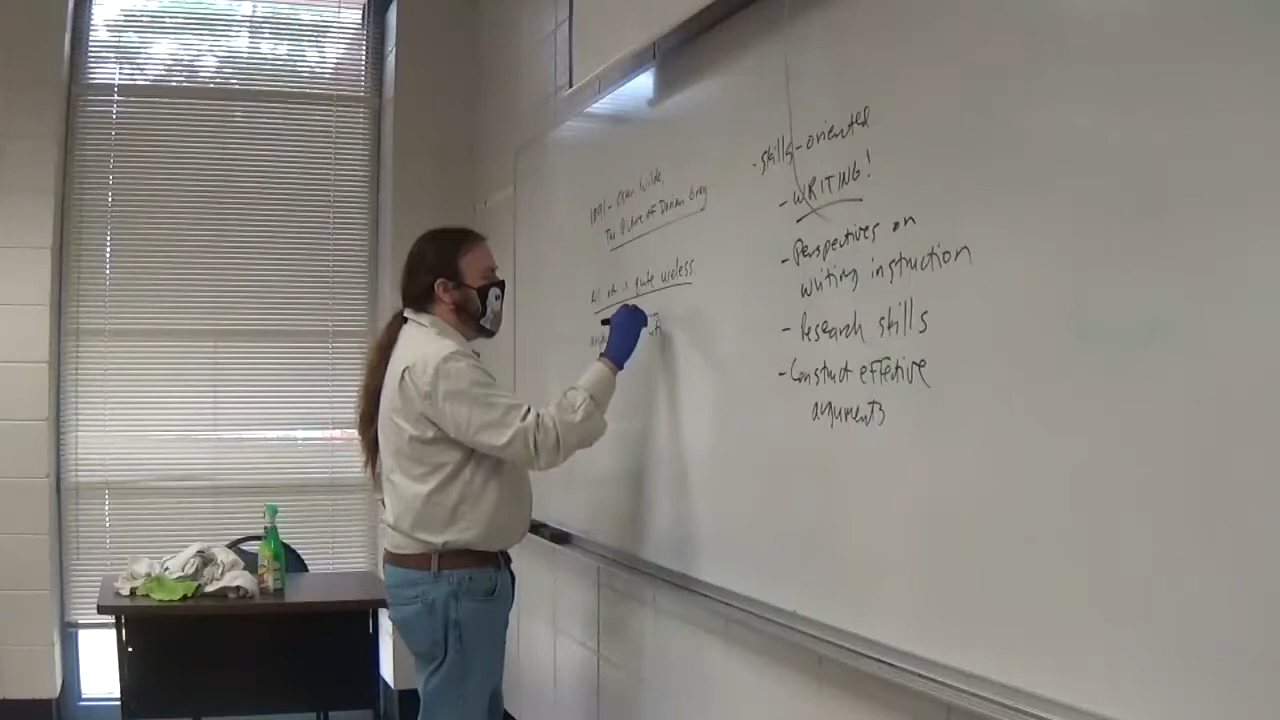 1891 - Oscar Wilde,
The Picture of Dorian Gray
All art is quite useless
- skills-oriented
- WRITING!
- Perspectives on
writing instruction
- Research skills
- Construct effective
arguments